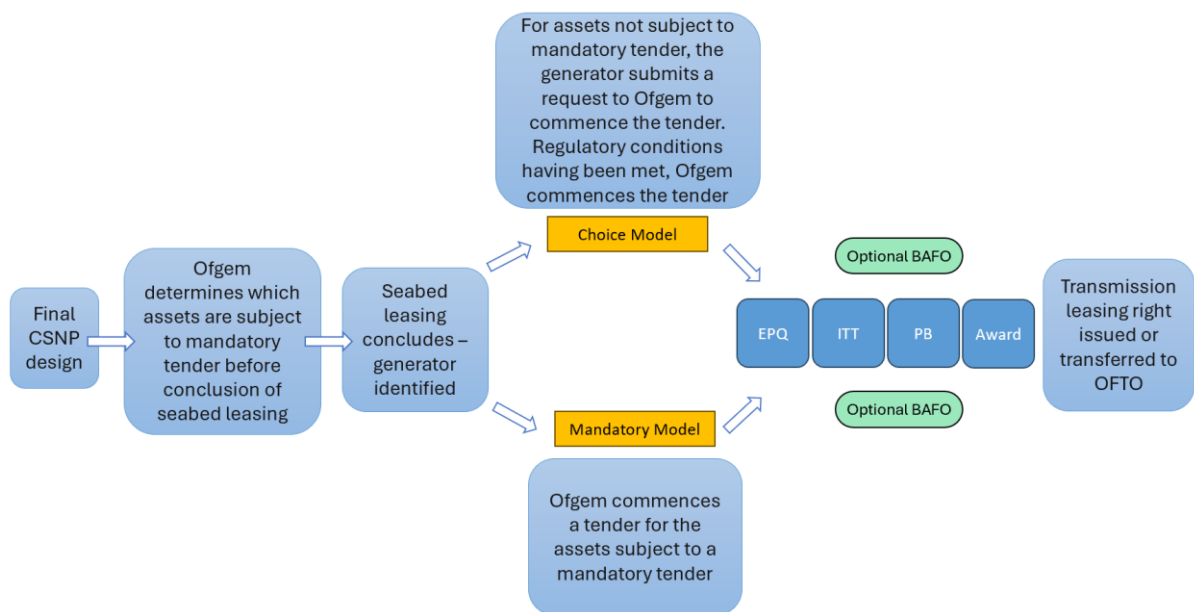 Final
CSNP
design
Ofgem
determines which
assets are subject
to mandatory
tender before
conclusion of
seabed leasing
Seabed
leasing
concludes –
generator
identified
For assets not subject to
mandatory tender, the
generator submits a
request to Ofgem to
commence the tender.
Regulatory conditions
having been met, Ofgem
commences the tender
Choice Model
Mandatory Model
Ofgem commences
a tender for the
assets subject to a
mandatory tender
Optional BAFO
EPQ
ITT
PB
Award
Optional BAFO
Transmission
leasing right
issued or
transferred to
OFTO